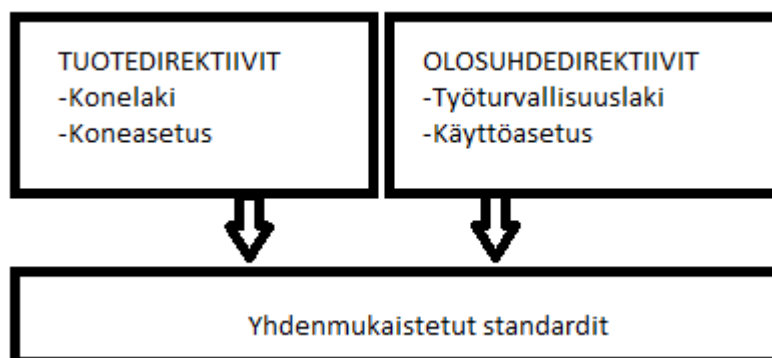 TUOTEDIREKTIIVIT
-Konelaki
-Koneasetus
OLOSUHDEDIREKTIIVIT
-Työturvallisuuslaki
-Käyttöasetus
Yhdenmukaistetut standardit